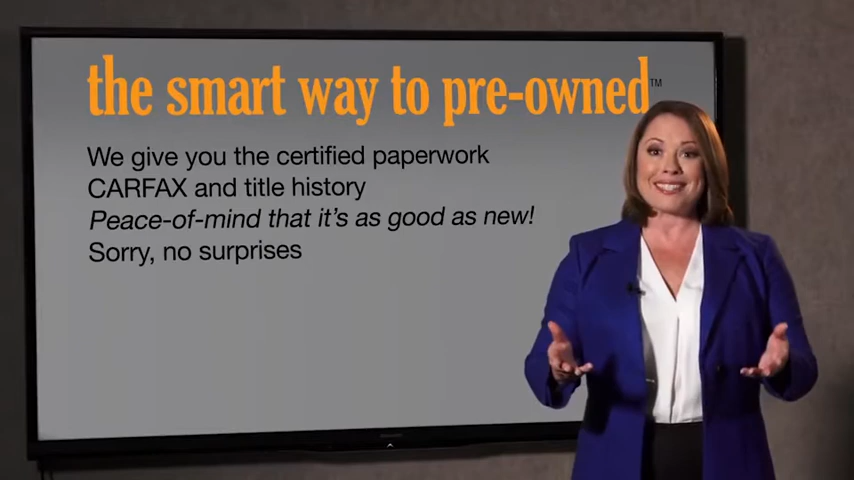 the smart way to pre-owned™
We give you the certified paperwork
CARFAX and title history
Peace-of-mind that it's as good as new!
Sorry, no surprises